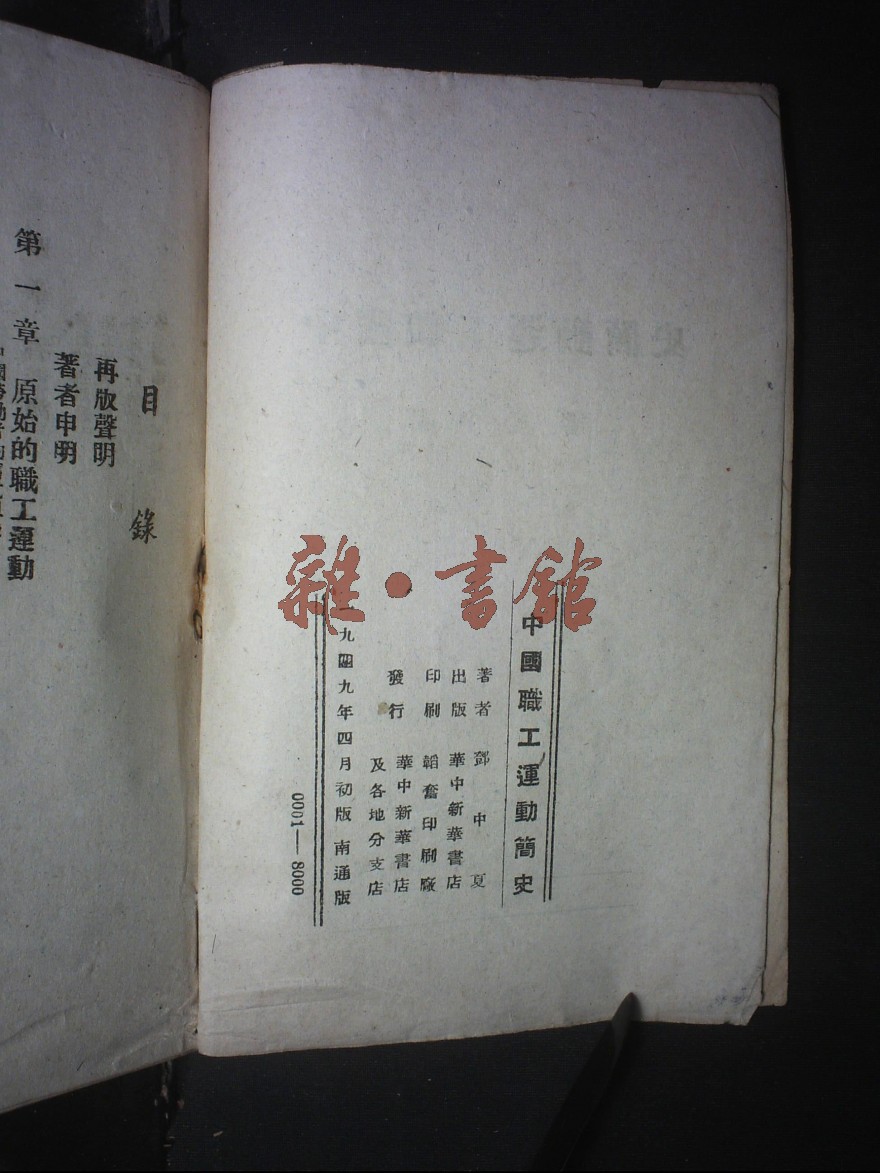 雜・書館
中國職工運動簡史
著者 鄧中夏
出版 華中新華書店
印刷 韜奮印刷廠
發行 華中新華書店
及各地分支店
一九四九年四月初版 南通版
0001—8000
目錄
再版聲明
著者申明
第一章 原始的職工運動